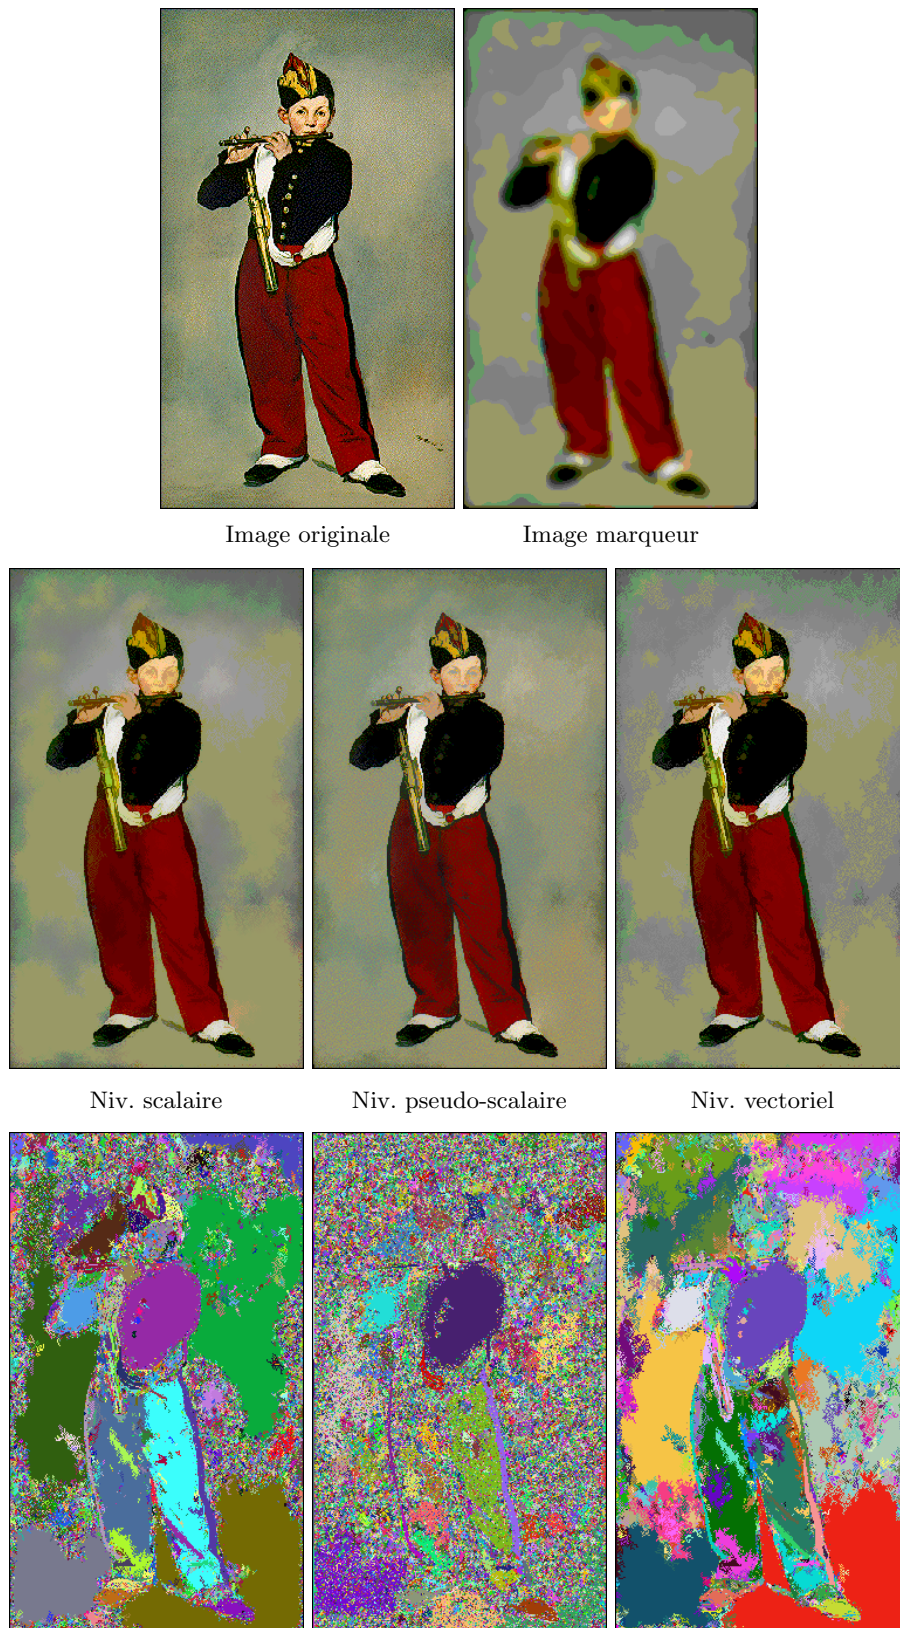 Image originale
Image marqueur
Niv. scalaire
Niv. pseudo-scalaire
Niv. vectoriel